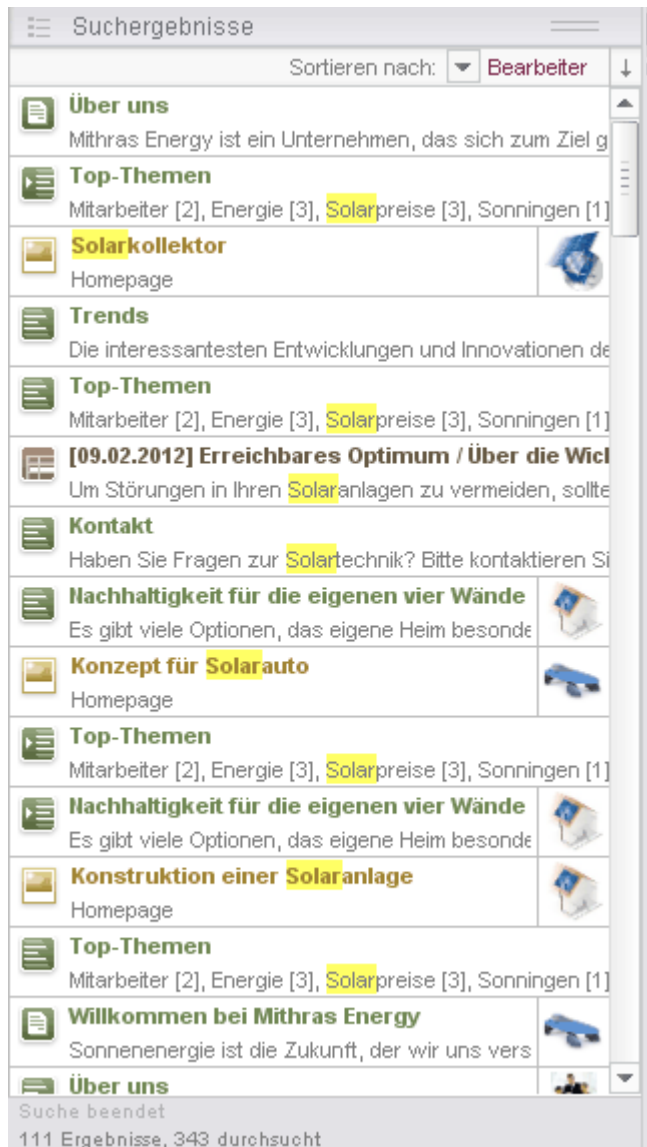 Suchergebnisse
Sortieren nach: Bearbeiter ↓
Über uns
Mithras Energy ist ein Unternehmen, das sich zum Ziel g
Top-Themen
Mitarbeiter [2], Energie [3], Solarpreise [3], Sonningen [1]
Solarkollektor
Homepage
Trends
Die interessantesten Entwicklungen und Innovationen de
Top-Themen
Mitarbeiter [2], Energie [3], Solarpreise [3], Sonningen [1]
[09.02.2012] Erreichbares Optimum / Über die Wicl
Um Störungen in Ihren Solaranlagen zu vermeiden, sollte
Kontakt
Haben Sie Fragen zur Solartechnik? Bitte kontaktieren Si
Nachhaltigkeit für die eigenen vier Wände
Es gibt viele Optionen, das eigene Heim besonde
Konzept für Solarauto
Homepage
Top-Themen
Mitarbeiter [2], Energie [3], Solarpreise [3], Sonningen [1]
Nachhaltigkeit für die eigenen vier Wände
Es gibt viele Optionen, das eigene Heim besonde
Konstruktion einer Solaranlage
Homepage
Top-Themen
Mitarbeiter [2], Energie [3], Solarpreise [3], Sonningen [1]
Willkommen bei Mithras Energy
Sonnenenergie ist die Zukunft, der wir uns vers
Über uns
Suche beendet
111 Ergebnisse, 343 durchsucht